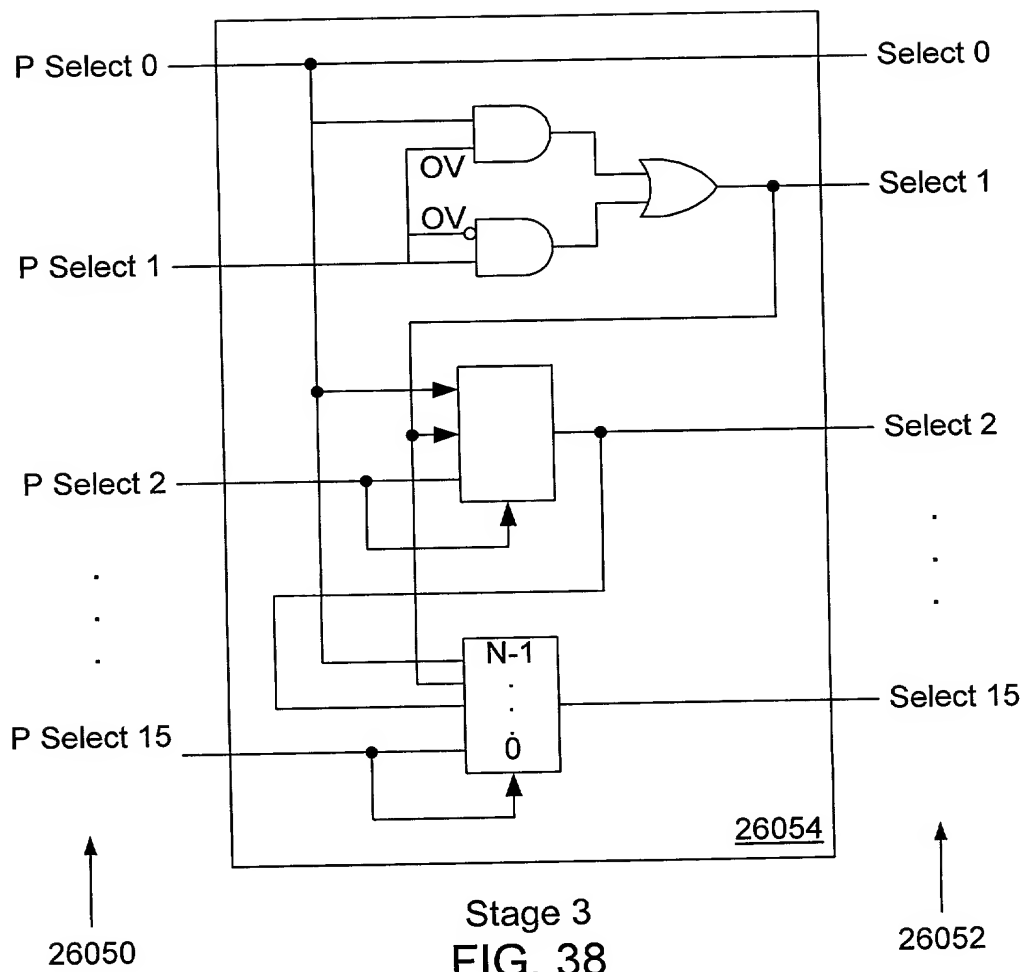 P Select 0
Select 0
OV
Select 1
OV
P Select 1
Select 2
P Select 2
N-1
Select 15
P Select 15
0
26054
Stage 3
26050
26052
FIG. 38